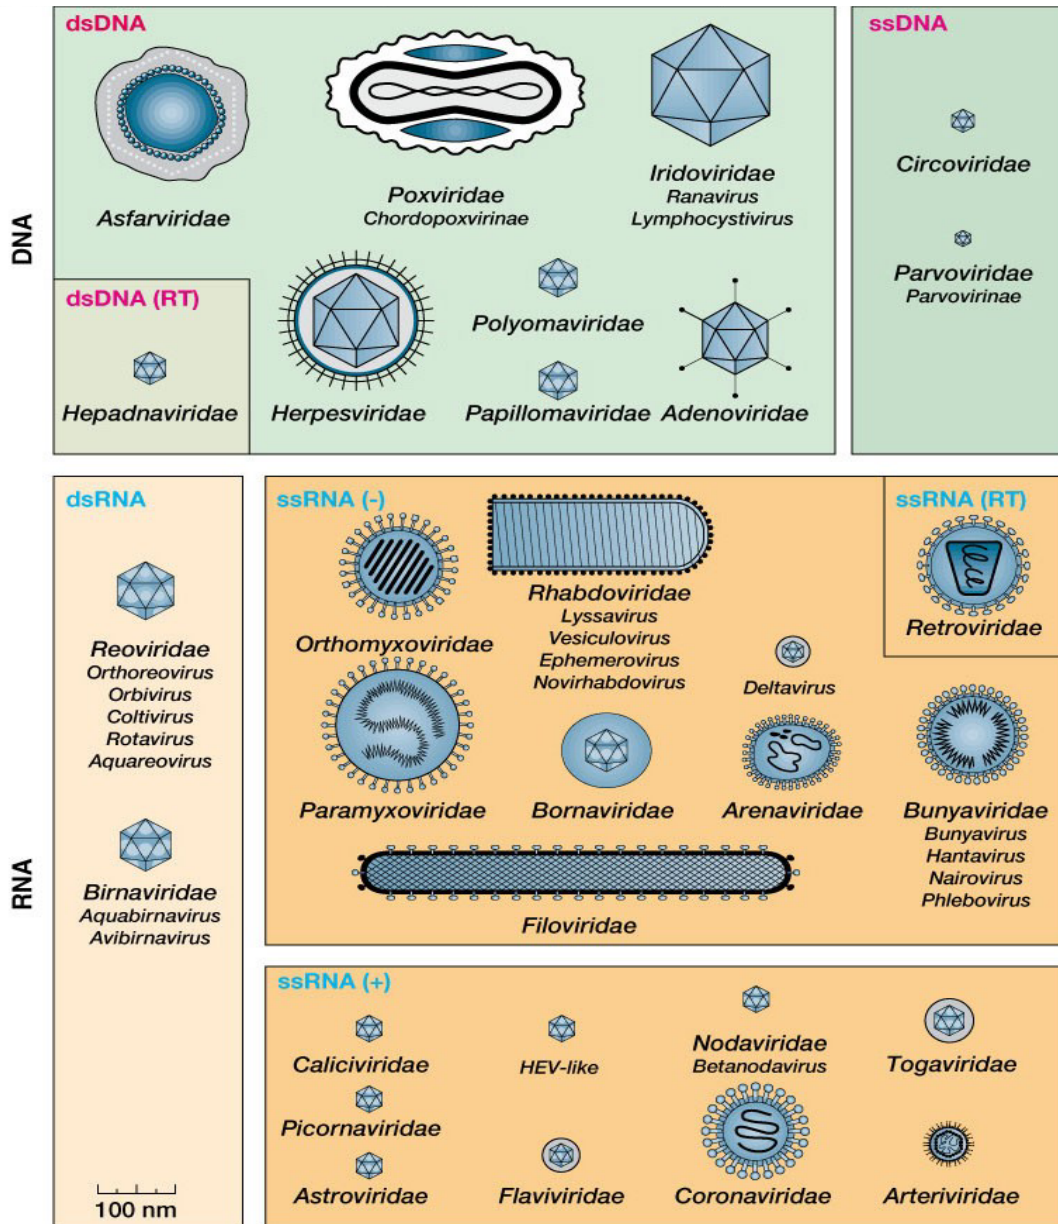 DNA
dsDNA
Asfarviridae
Poxviridae
Chordopoxvirinae
Iridoviridae
Ranavirus
Lymphocystivirus
dsDNA (RT)
Hepadnaviridae
Herpesviridae
Polyomaviridae
Papillomaviridae
Adenoviridae
ssDNA
Circoviridae
Parvoviridae
Parvovirinae
RNA
dsRNA
Reoviridae
Orthoreovirus
Orbivirus
Coltivirus
Rotavirus
Aquareovirus
Birnaviridae
Aquabirnavirus
Avibirnavirus
100 nm
ssRNA (-)
Orthomyxoviridae
Rhabdoviridae
Lyssavirus
Vesiculovirus
Ephemerovirus
Novirhabdovirus
Deltavirus
ssRNA (RT)
Retroviridae
Paramyxoviridae
Bornaviridae
Arenaviridae
Bunyaviridae
Bunyavirus
Hantavirus
Nairovirus
Phlebovirus
Filoviridae
ssRNA (+)
Caliciviridae
HEV-like
Nodaviridae
Betanodavirus
Togaviridae
Picornaviridae
Astroviridae
Flaviviridae
Coronaviridae
Arteriviridae